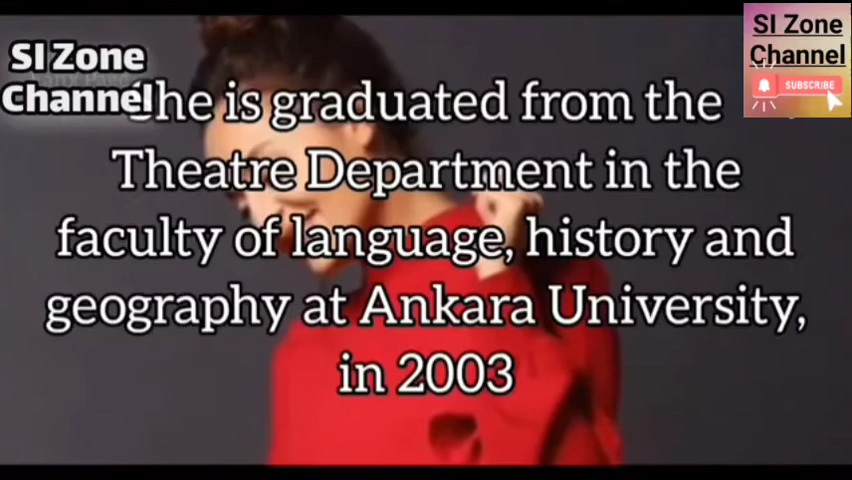 SI Zone
Channel
She is graduated from the
Theatre Department in the
faculty of language, history and
geography at Ankara University,
in 2003
SI Zone
Channel
SUBSCRIBE